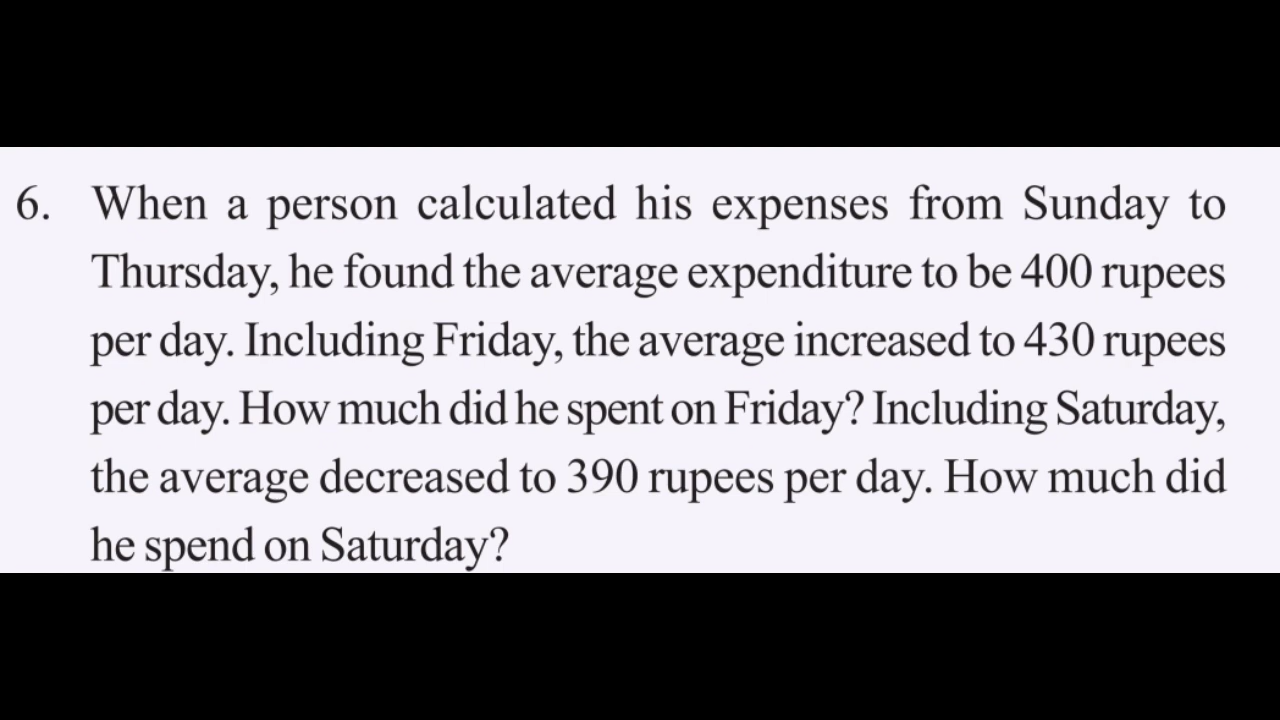 6. When a person calculated his expenses from Sunday to
Thursday, he found the average expenditure to be 400 rupees
per day. Including Friday, the average increased to 430 rupees
per day. How much did he spent on Friday? Including Saturday,
the average decreased to 390 rupees per day. How much did
he spend on Saturday?